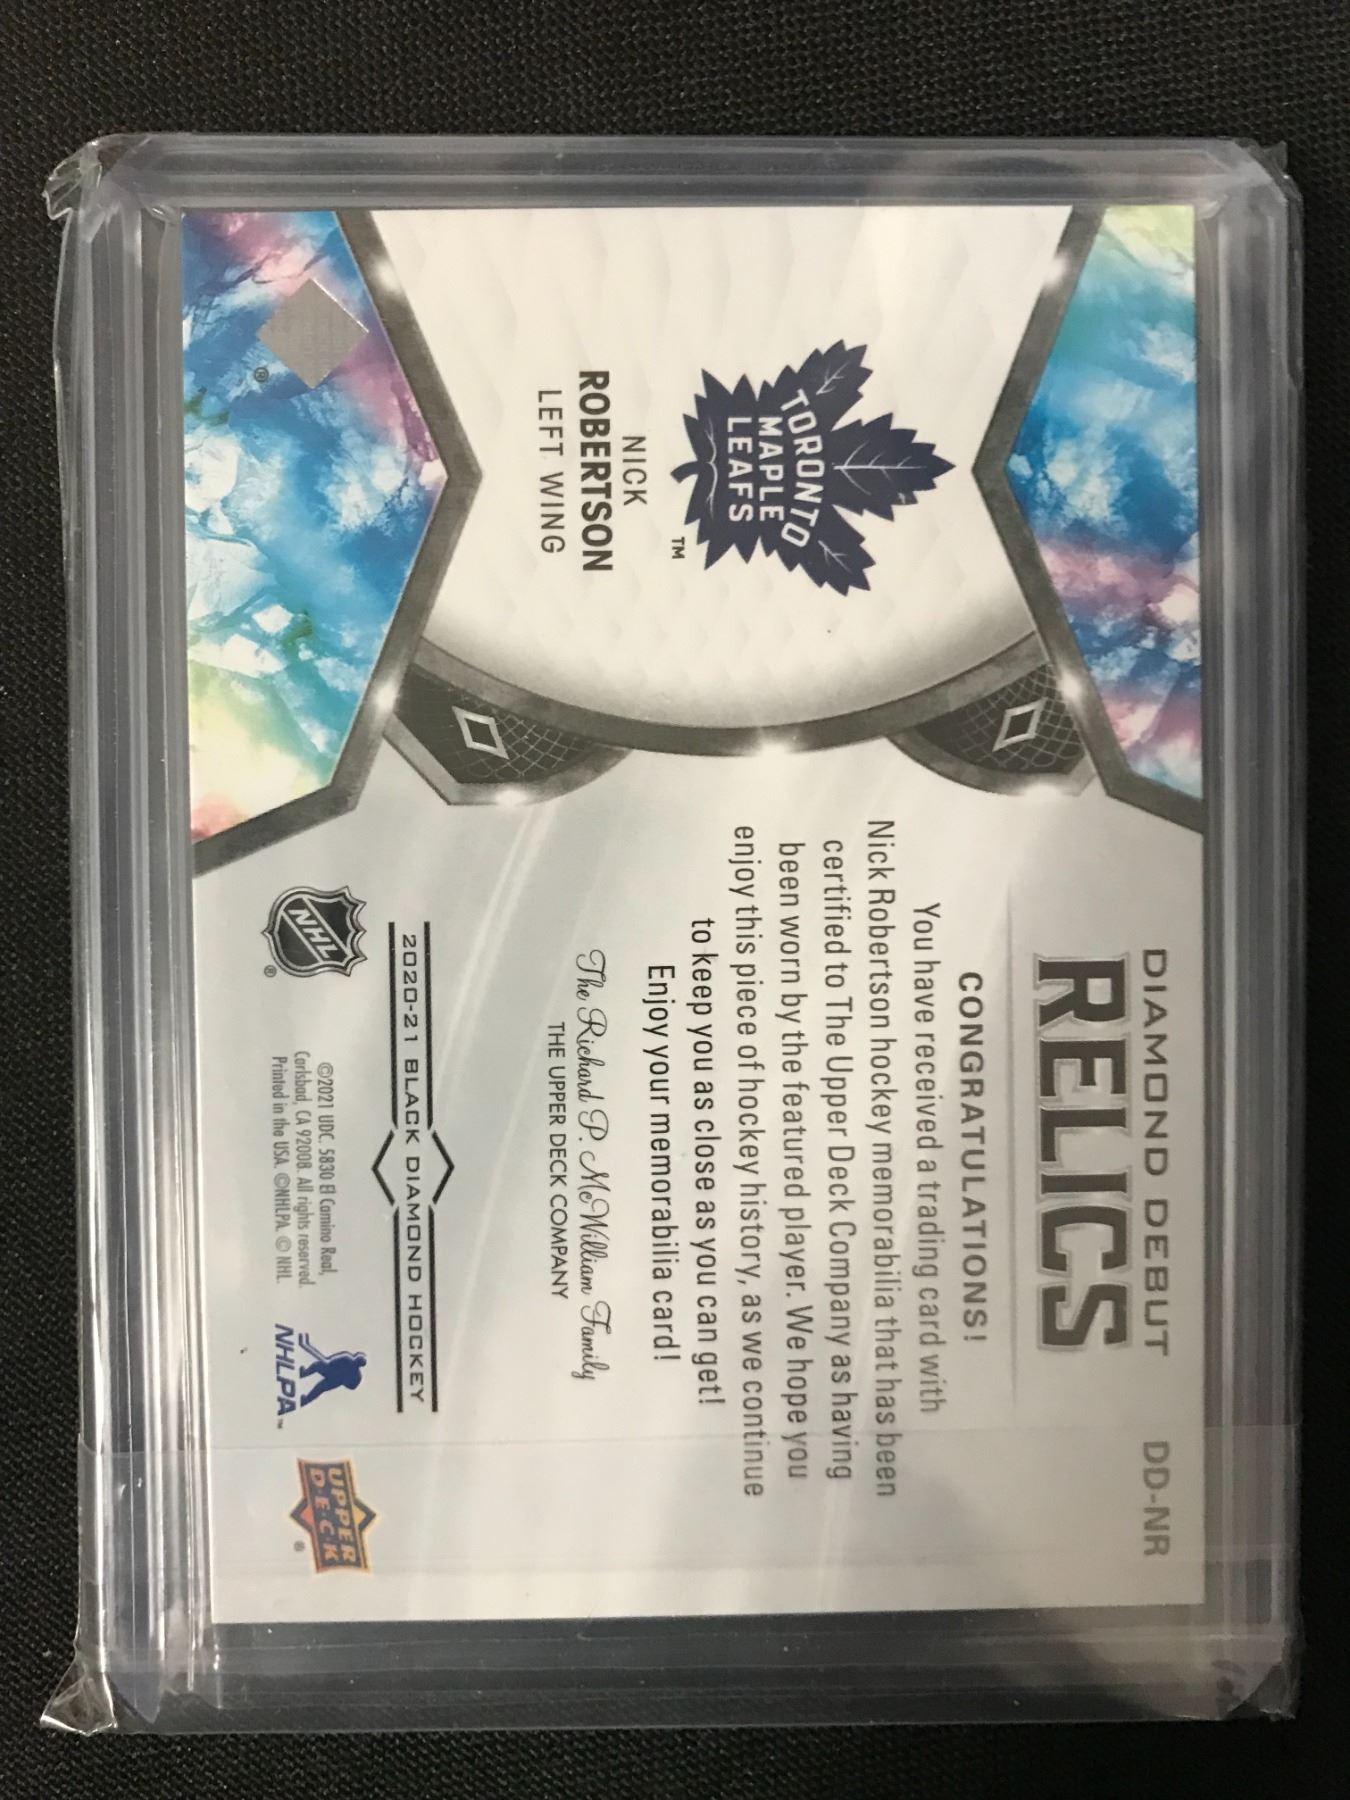 DIAMOND DEBUT DD-NR
RELICS
CONGRATULATIONS!
You have received a trading card with
Nick Robertson hockey memorabilia that has been
certified to The Upper Deck Company as having
been worn by the featured player. We hope you
enjoy this piece of hockey history, as we continue
to keep you as close as you can get!
Enjoy your memorabilia card!
The Richard P. McWilliam Family
THE UPPER DECK COMPANY
TORONTO
MAPLE
LEAFS
TM
NICK
ROBERTSON
LEFT WING
2020-21 BLACK DIAMOND HOCKEY
NHL
®
©2021 UDC. 5830 El Camino Real,
Carlsbad, CA 92008. All rights reserved.
Printed in the USA. ©NHLPA. © NHL.
NHLPA™
UPPER
DECK
®
®